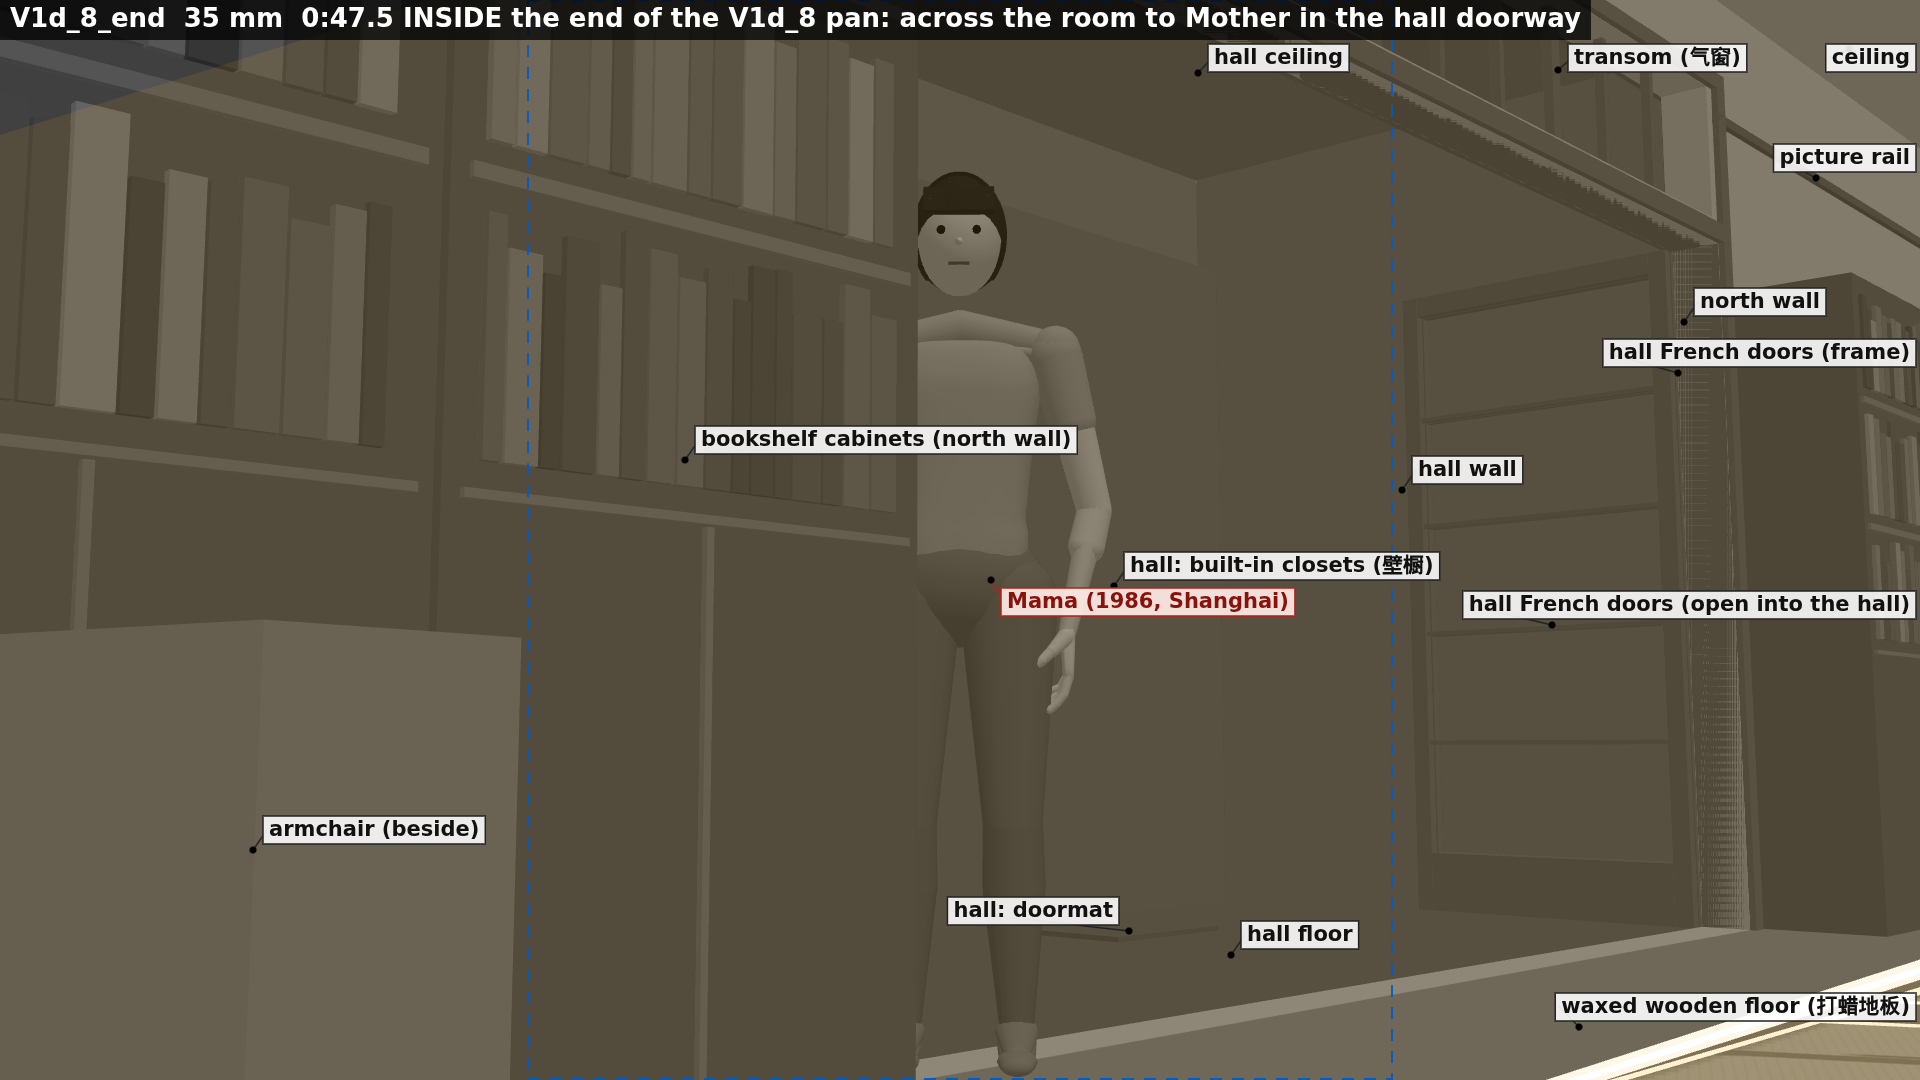 V1d_8_end 35 mm 0:47.5 INSIDE the end of the V1d_8 pan: across the room to Mother in the hall doorway
hall ceiling
transom (气窗)
ceiling
picture rail
north wall
hall French doors (frame)
bookshelf cabinets (north wall)
hall wall
hall: built-in closets (壁橱)
Mama (1986, Shanghai)
hall French doors (open into the hall)
armchair (beside)
hall: doormat
hall floor
waxed wooden floor (打蜡地板)